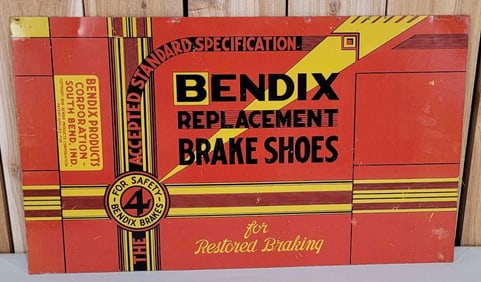 THE ACCEPTED STANDARD SPECIFICATION
BENDIX
REPLACEMENT
BRAKE SHOES
BENDIX PRODUCTS
CORPORATION
SOUTH BEND, IND.
FOR SAFETY
4
BENDIX BRAKES
for
Restored Braking